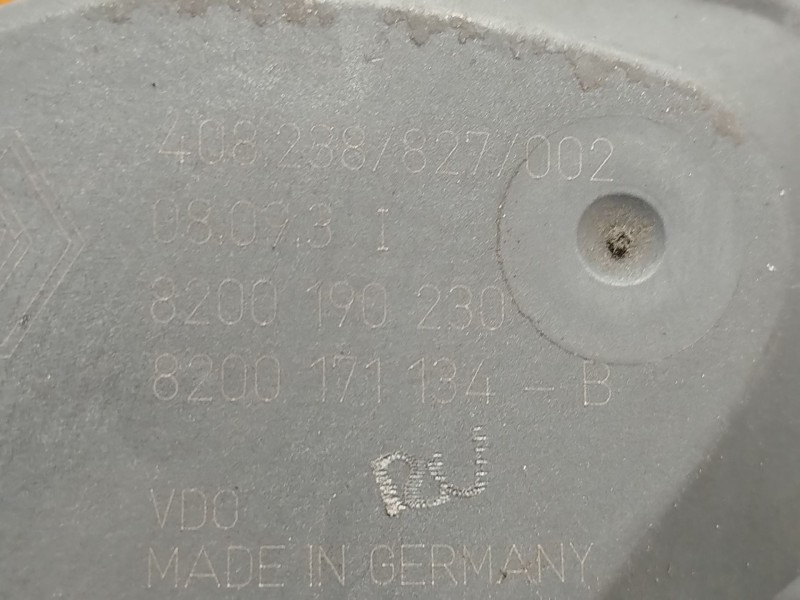 408 238/827/002
08.09.3 I
8200 190 230
8200 171 134 - B
VDO
MADE IN GERMANY